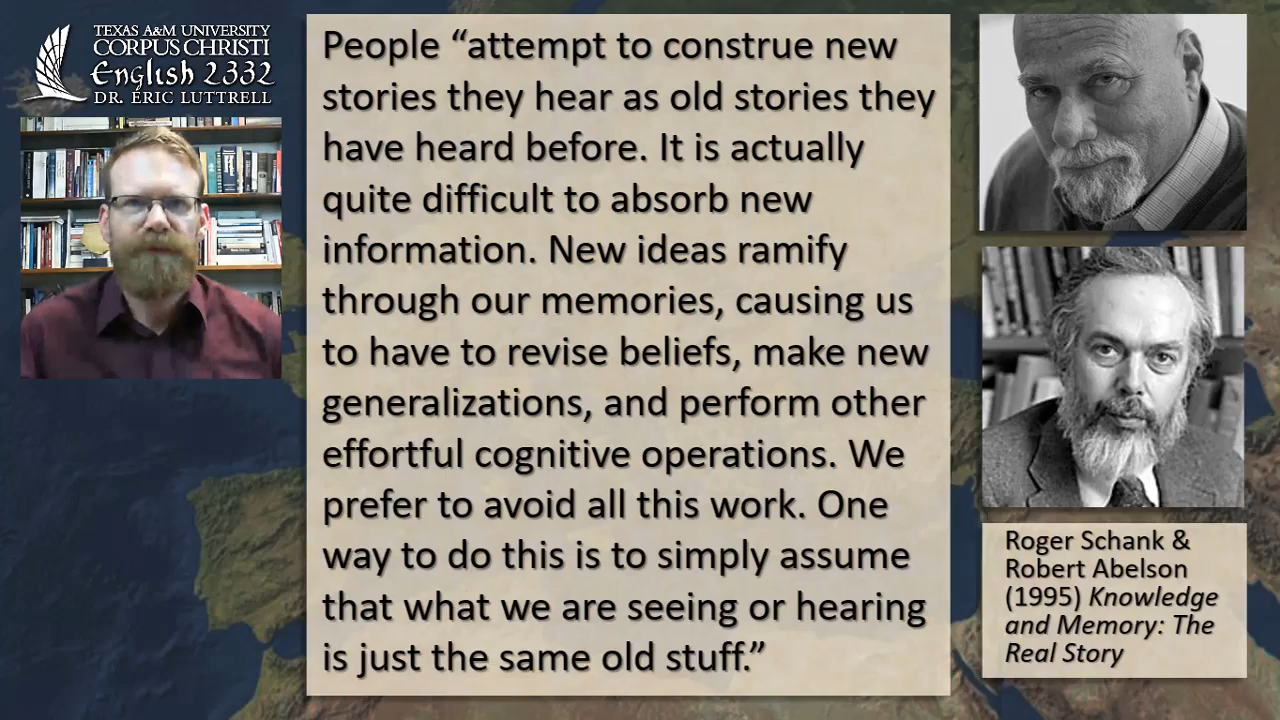 TEXAS A&M UNIVERSITY
CORPUS CHRISTI
English 2332
DR. ERIC LUTTRELL
People “attempt to construe new
stories they hear as old stories they
have heard before. It is actually
quite difficult to absorb new
information. New ideas ramify
through our memories, causing us
to have to revise beliefs, make new
generalizations, and perform other
effortful cognitive operations. We
prefer to avoid all this work. One
way to do this is to simply assume
that what we are seeing or hearing
is just the same old stuff.”
Roger Schank &
Robert Abelson
(1995) Knowledge
and Memory: The
Real Story